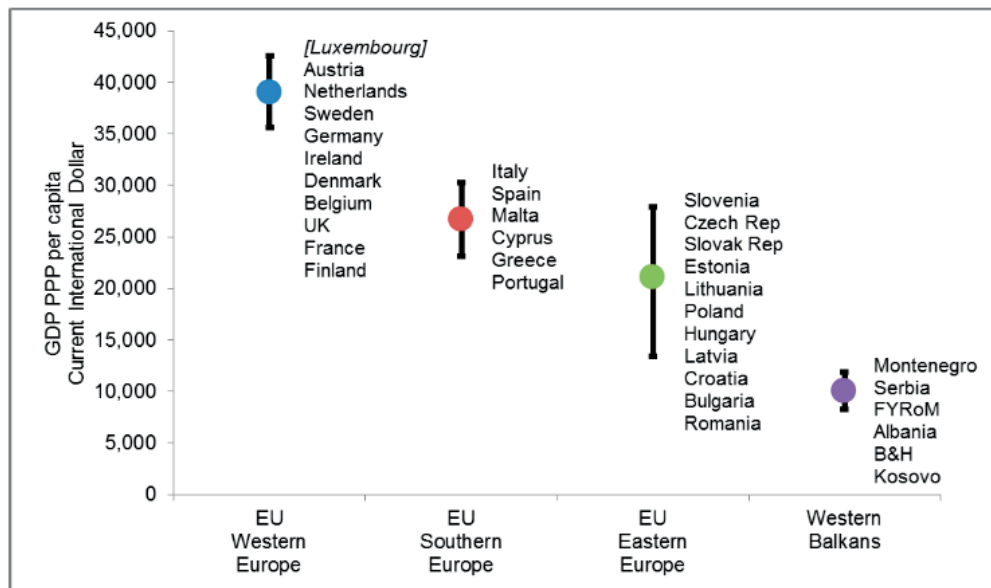 GDP PPP per capita
Current International Dollar
45,000
40,000
35,000
30,000
25,000
20,000
15,000
10,000
5,000
0
[Luxembourg]
Austria
Netherlands
Sweden
Germany
Ireland
Denmark
Belgium
UK
France
Finland
Italy
Spain
Malta
Cyprus
Greece
Portugal
Slovenia
Czech Rep
Slovak Rep
Estonia
Lithuania
Poland
Hungary
Latvia
Croatia
Bulgaria
Romania
Montenegro
Serbia
FYRoM
Albania
B&H
Kosovo
EU
Western
Europe
EU
Southern
Europe
EU
Eastern
Europe
Western
Balkans